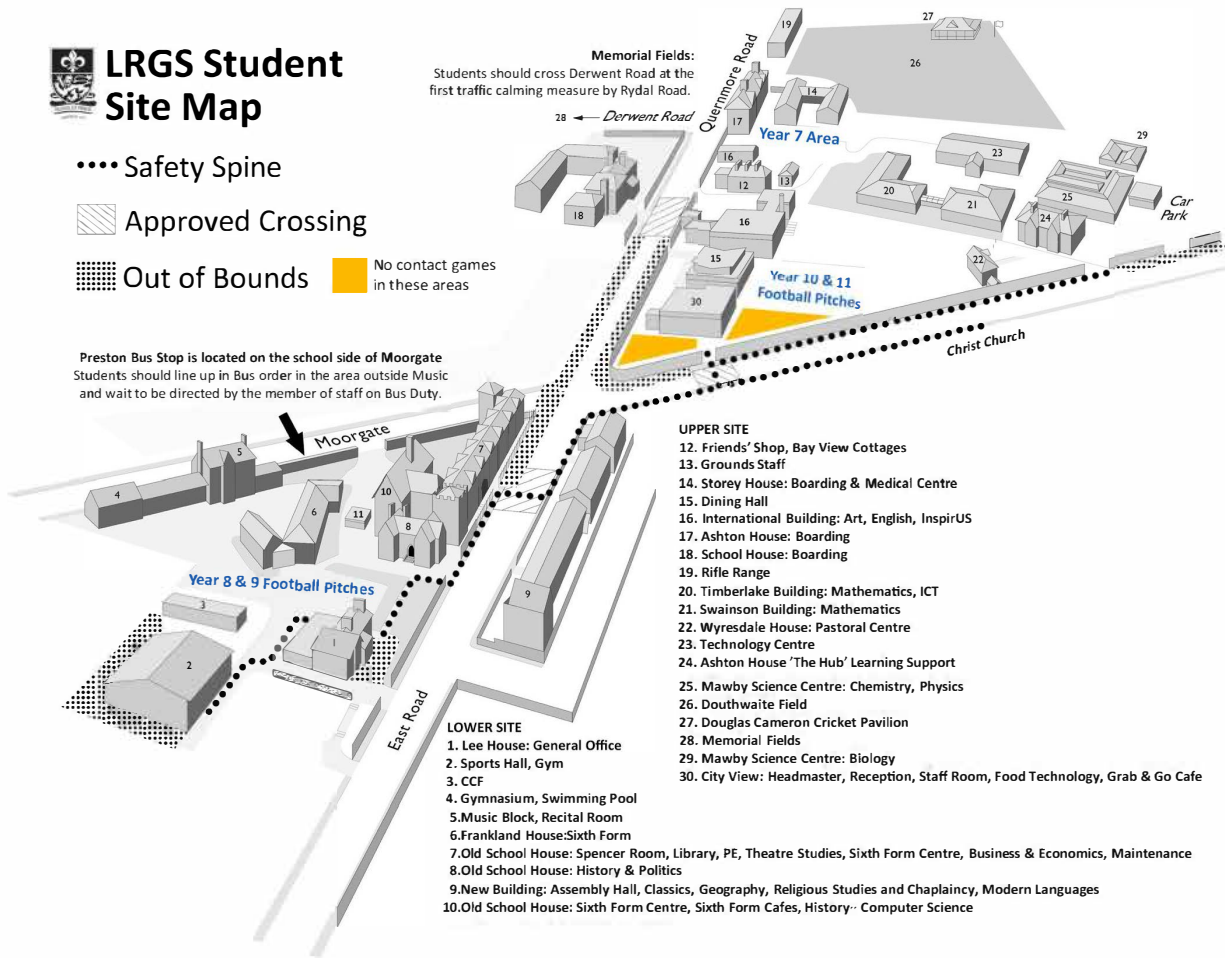 LRGS Student
Site Map
Safety Spine
Approved Crossing
Out of Bounds
No contact games
in these areas
Memorial Fields:
Students should cross Derwent Road at the
first traffic calming measure by Rydal Road.
28
Derwent Road
Quernmore Road
19
27
26
14
17
Year 7 Area
16
12
13
18
16
15
30
23
20
21
29
25
24
22
Car
Park
Year 10 & 11
Football Pitches
Christ Church
Preston Bus Stop is located on the school side of Moorgate
Students should line up in Bus order in the area outside Music
and wait to be directed by the member of staff on Bus Duty.
Moorgate
5
4
7
10
6
11
8
9
Year 8 & 9 Football Pitches
3
1
2
East Road
UPPER SITE
12. Friends' Shop, Bay View Cottages
13. Grounds Staff
14. Storey House: Boarding & Medical Centre
15. Dining Hall
16. International Building: Art, English, InspirUS
17. Ashton House: Boarding
18. School House: Boarding
19. Rifle Range
20. Timberlake Building: Mathematics, ICT
21. Swainson Building: Mathematics
22. Wyresdale House: Pastoral Centre
23. Technology Centre
24. Ashton House 'The Hub' Learning Support
25. Mawby Science Centre: Chemistry, Physics
26. Douthwaite Field
27. Douglas Cameron Cricket Pavilion
28. Memorial Fields
29. Mawby Science Centre: Biology
30. City View: Headmaster, Reception, Staff Room, Food Technology, Grab & Go Cafe
LOWER SITE
1. Lee House: General Office
2. Sports Hall, Gym
3. CCF
4. Gymnasium, Swimming Pool
5.Music Block, Recital Room
6.Frankland House:Sixth Form
7.Old School House: Spencer Room, Library, PE, Theatre Studies, Sixth Form Centre, Business & Economics, Maintenance
8.Old School House: History & Politics
9.New Building: Assembly Hall, Classics, Geography, Religious Studies and Chaplaincy, Modern Languages
10.Old School House: Sixth Form Centre, Sixth Form Cafes, History·· Computer Science